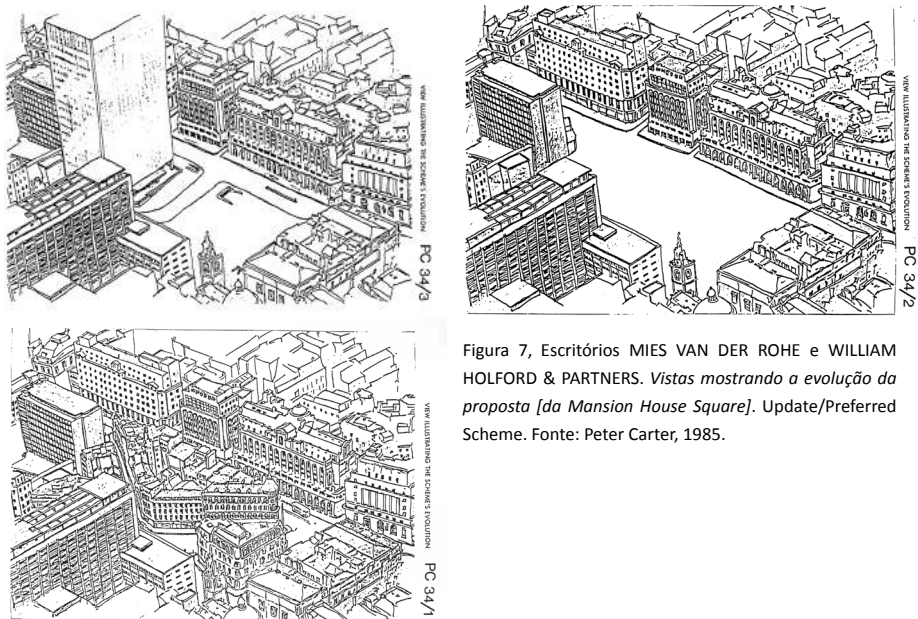 VIEW ILLUSTRATING THE SCHEME'S EVOLUTION PC 34/3
VIEW ILLUSTRATING THE SCHEME'S EVOLUTION PC 34/2
VIEW ILLUSTRATING THE SCHEME'S EVOLUTION PC 34/1
Figura 7, Escritórios MIES VAN DER ROHE e WILLIAM
HOLFORD & PARTNERS. Vistas mostrando a evolução da
proposta [da Mansion House Square]. Update/Preferred
Scheme. Fonte: Peter Carter, 1985.